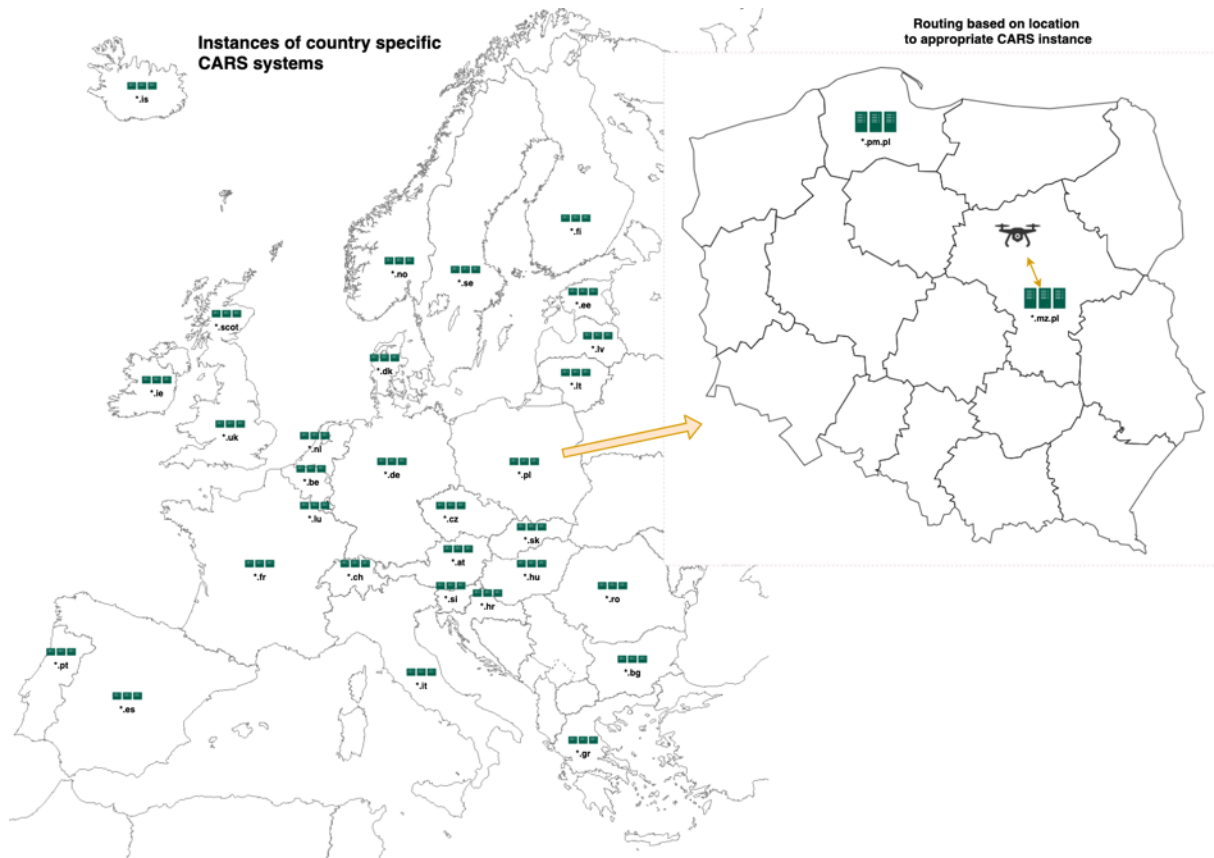 Instances of country specific
CARS systems
Routing based on location
to appropriate CARS instance
*.is
*.pm.pl
*.fi
*.no
*.se
*.mz.pl
*.ee
*.scot
*.lv
*.dk
*.lt
*.ie
*.uk
*.nl
*.de
*.pl
*.be
*.lu
*.cz
*.sk
*.at
*.fr
*.ch
*.hu
*.ro
*.si
*.hr
*.pt
*.it
*.bg
*.es
*.gr